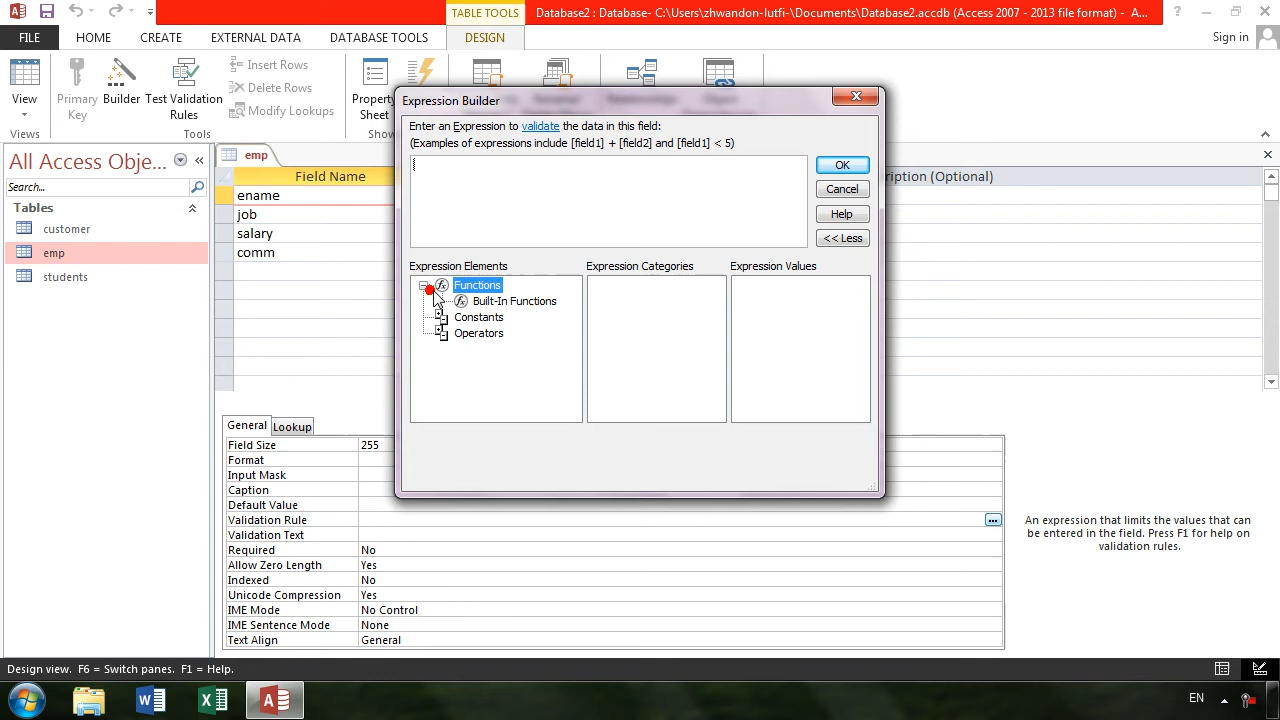 TABLE TOOLS
Database2 : Database- C:\Users\zhwandon-lutfi-\Documents\Database2.accdb (Access 2007 - 2013 file format) - A...
FILE
HOME
CREATE
EXTERNAL DATA
DATABASE TOOLS
DESIGN
Sign in
View
Primary Key
Builder
Test Validation Rules
Insert Rows
Delete Rows
Modify Lookups
Property Sheet
Views
Tools
All Access Obje...
Search...
Tables
customer
emp
students
emp
Field Name
ription (Optional)
ename
job
salary
comm
Expression Builder
Enter an Expression to validate the data in this field:
(Examples of expressions include [field1] + [field2] and [field1] < 5)
OK
Cancel
Help
<< Less
Expression Elements
Expression Categories
Expression Values
Functions
Built-In Functions
Constants
Operators
General
Lookup
Field Size 255
Format
Input Mask
Caption
Default Value
Validation Rule
Validation Text
Required No
Allow Zero Length Yes
Indexed No
Unicode Compression Yes
IME Mode No Control
IME Sentence Mode None
Text Align General
An expression that limits the values that can
be entered in the field. Press F1 for help on
validation rules.
Design view. F6 = Switch panes. F1 = Help.
EN